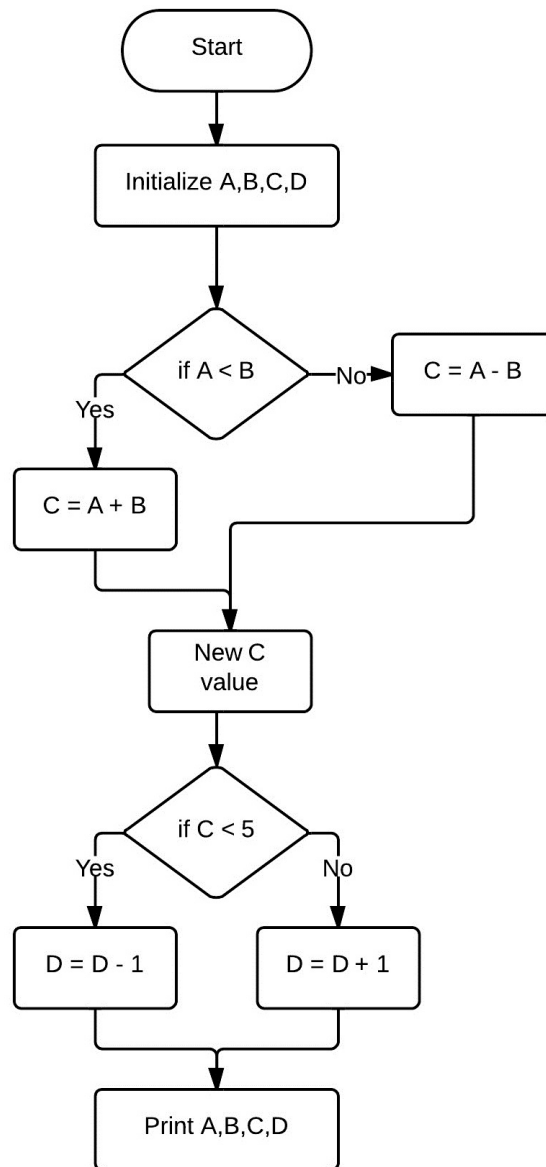 Start
Initialize A,B,C,D
if A < B
No
C = A - B
Yes
C = A + B
New C
value
if C < 5
Yes
No
D = D - 1
D = D + 1
Print A,B,C,D